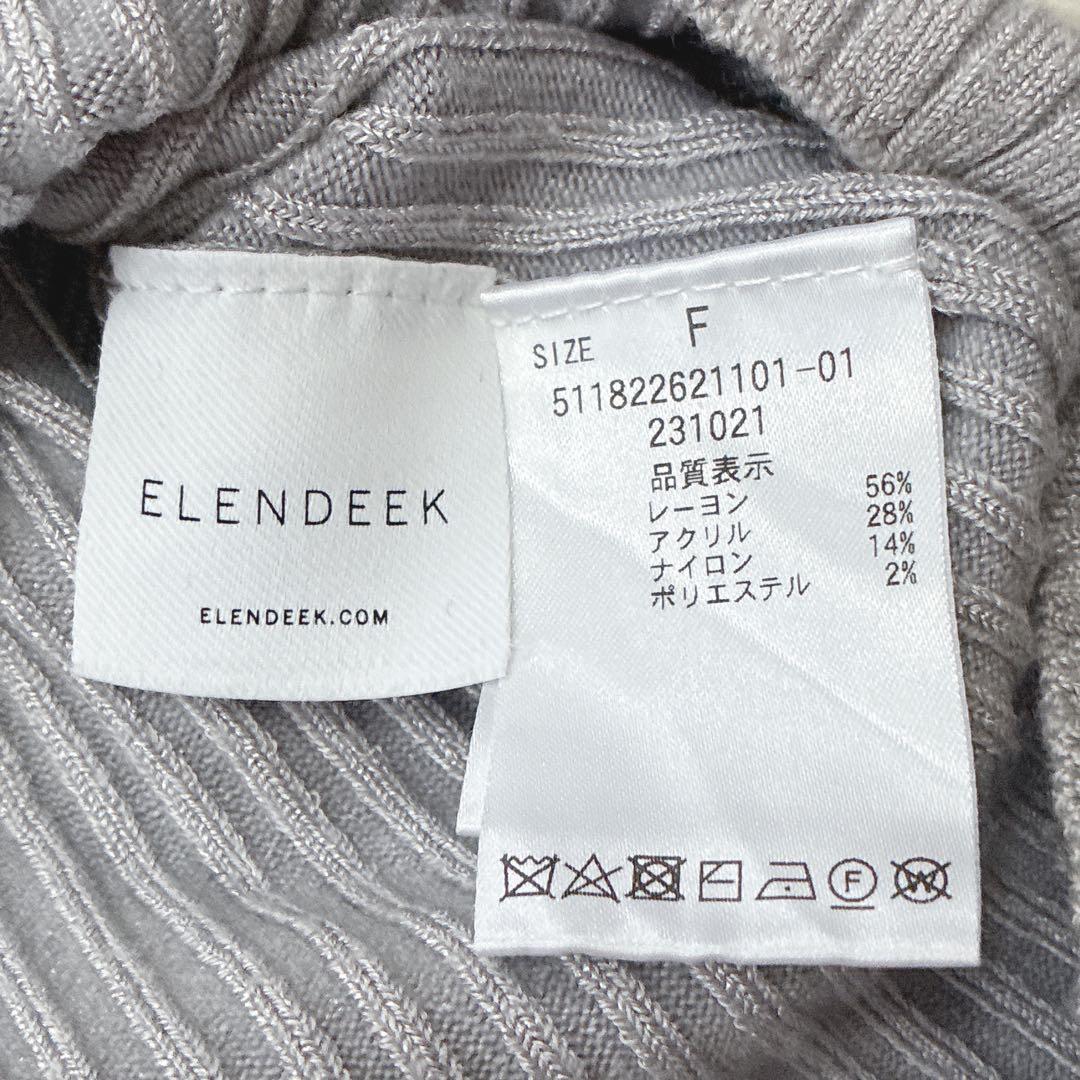 ELENDEEK
ELENDEEK.COM
SIZE F
511822621101-01
231021
品質表示
レーヨン 56%
アクリル 28%
ナイロン 14%
ポリエステル 2%
F W